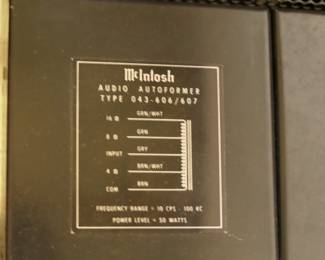 McIntosh
AUDIO AUTOFORMER
TYPE 043-606/607
16 Ω GRN/WHT
8 Ω GRN
INPUT GRY
4 Ω BRN/WHT
COM BRN
FREQUENCY RANGE = 10 CPS - 100 KC
POWER LEVEL = 50 WATTS